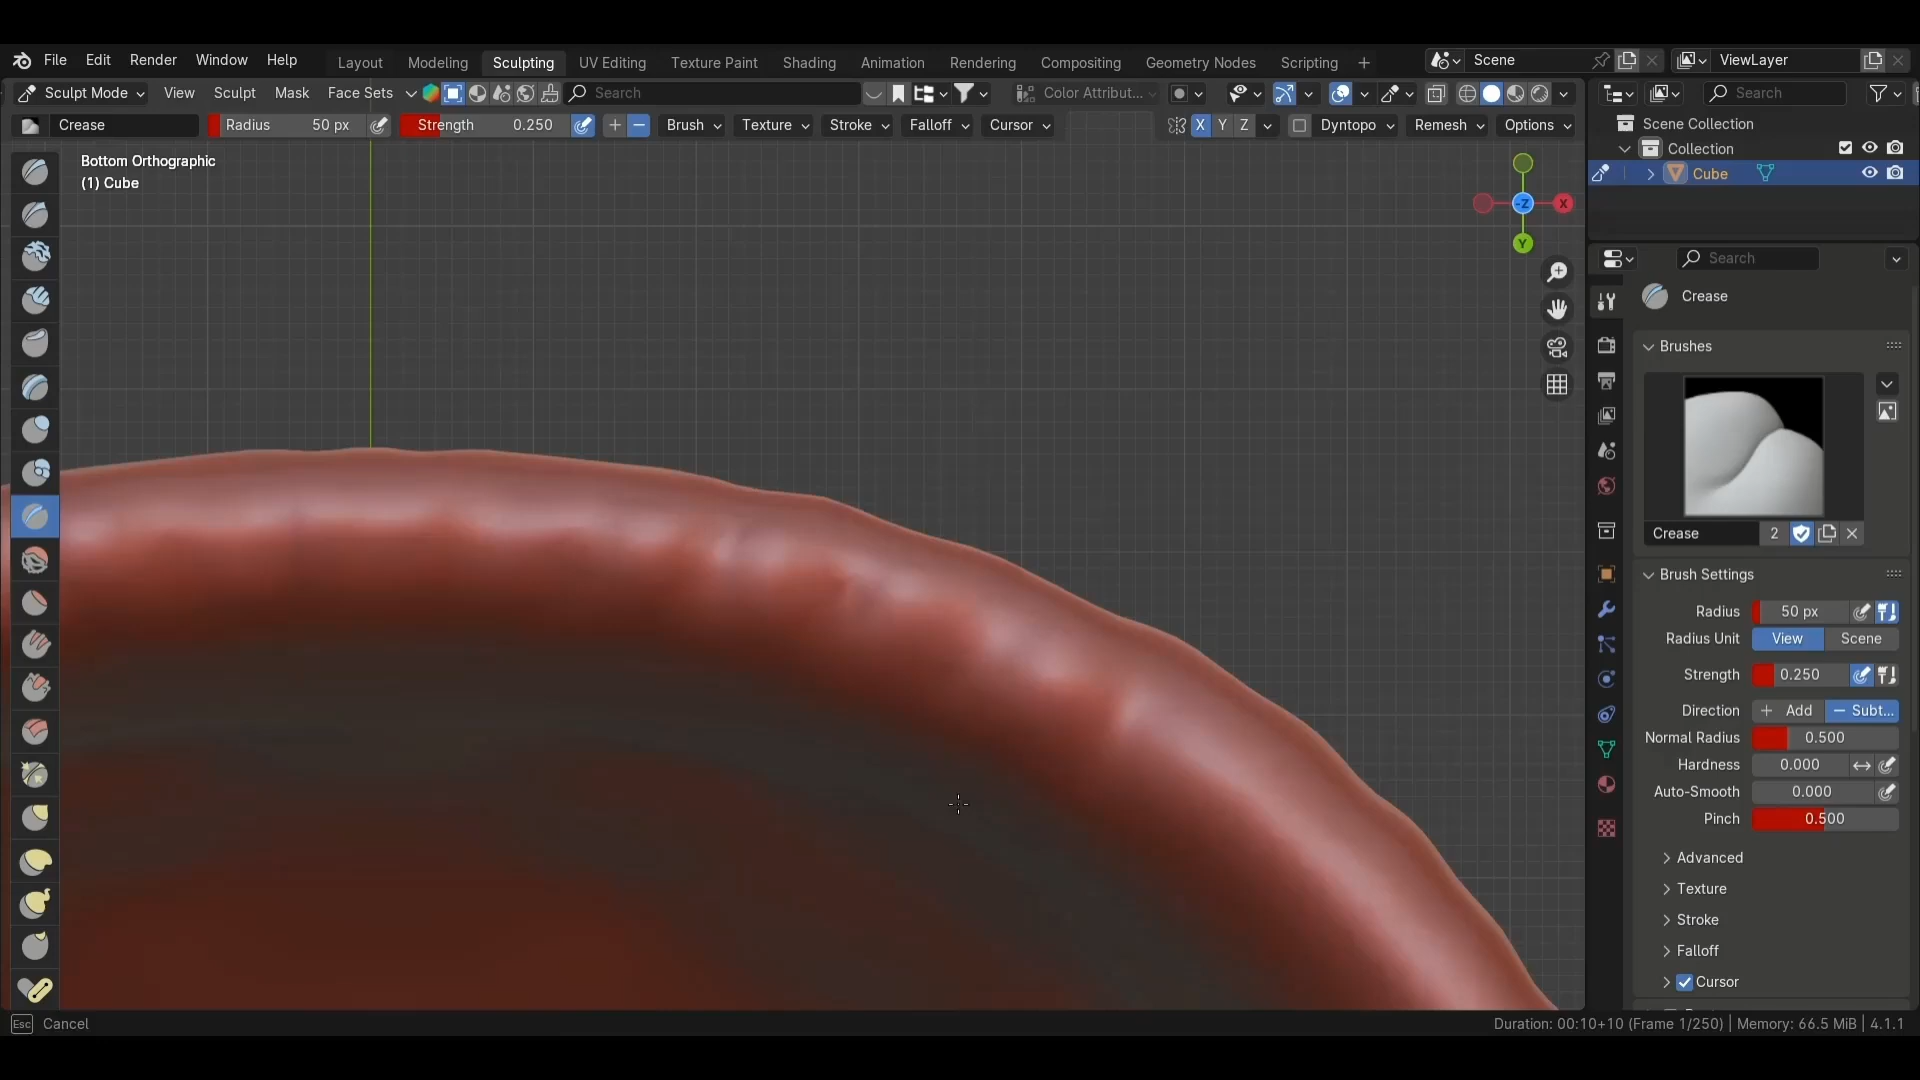 File Edit Render Window Help Layout Modeling Sculpting UV Editing Texture Paint Shading Animation Rendering Compositing Geometry Nodes Scripting + Scene ViewLayer
Sculpt Mode View Sculpt Mask Face Sets Search Color Attribut... Search
Crease Radius 50 px Strength 0.250 + − Brush Texture Stroke Falloff Cursor X Y Z Dyntopo Remesh Options
Scene Collection
Collection
Cube
Bottom Orthographic
(1) Cube
-Z X
Y
Search
Crease
Brushes
Crease 2
Brush Settings
Radius 50 px
Radius Unit View Scene
Strength 0.250
Direction + Add − Subt...
Normal Radius 0.500
Hardness 0.000
Auto-Smooth 0.000
Pinch 0.500
Advanced
Texture
Stroke
Falloff
Cursor
Esc Cancel Duration: 00:10+10 (Frame 1/250) | Memory: 66.5 MiB | 4.1.1